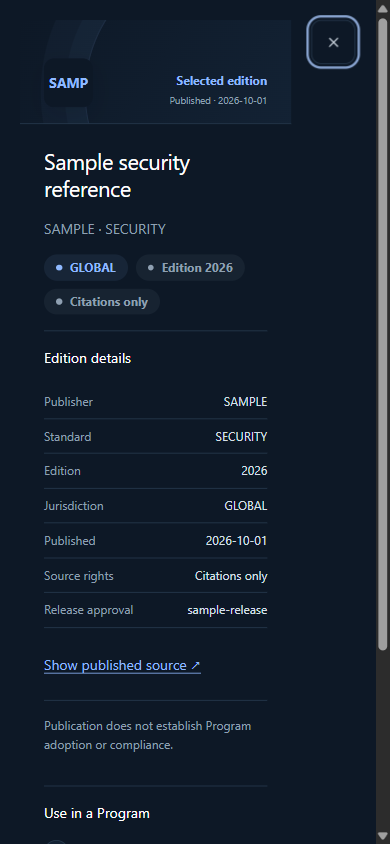 SAMP
Selected edition
Published · 2026-10-01
×
Sample security
reference
SAMPLE · SECURITY
GLOBAL
Edition 2026
Citations only
Edition details
Publisher SAMPLE
Standard SECURITY
Edition 2026
Jurisdiction GLOBAL
Published 2026-10-01
Source rights Citations only
Release approval sample-release
Show published source ↗
Publication does not establish Program
adoption or compliance.
Use in a Program